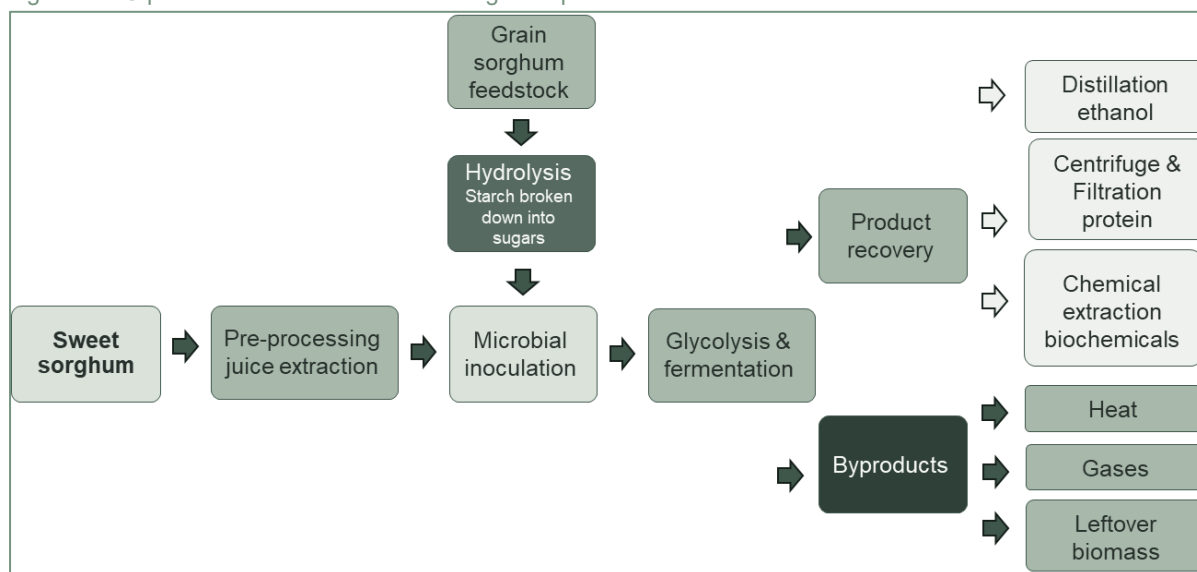 Grain
sorghum
feedstock
Hydrolysis
Starch broken
down into
sugars
Sweet
sorghum
Pre-processing
juice extraction
Microbial
inoculation
Glycolysis &
fermentation
Product
recovery
Byproducts
Distillation
ethanol
Centrifuge &
Filtration
protein
Chemical
extraction
biochemicals
Heat
Gases
Leftover
biomass